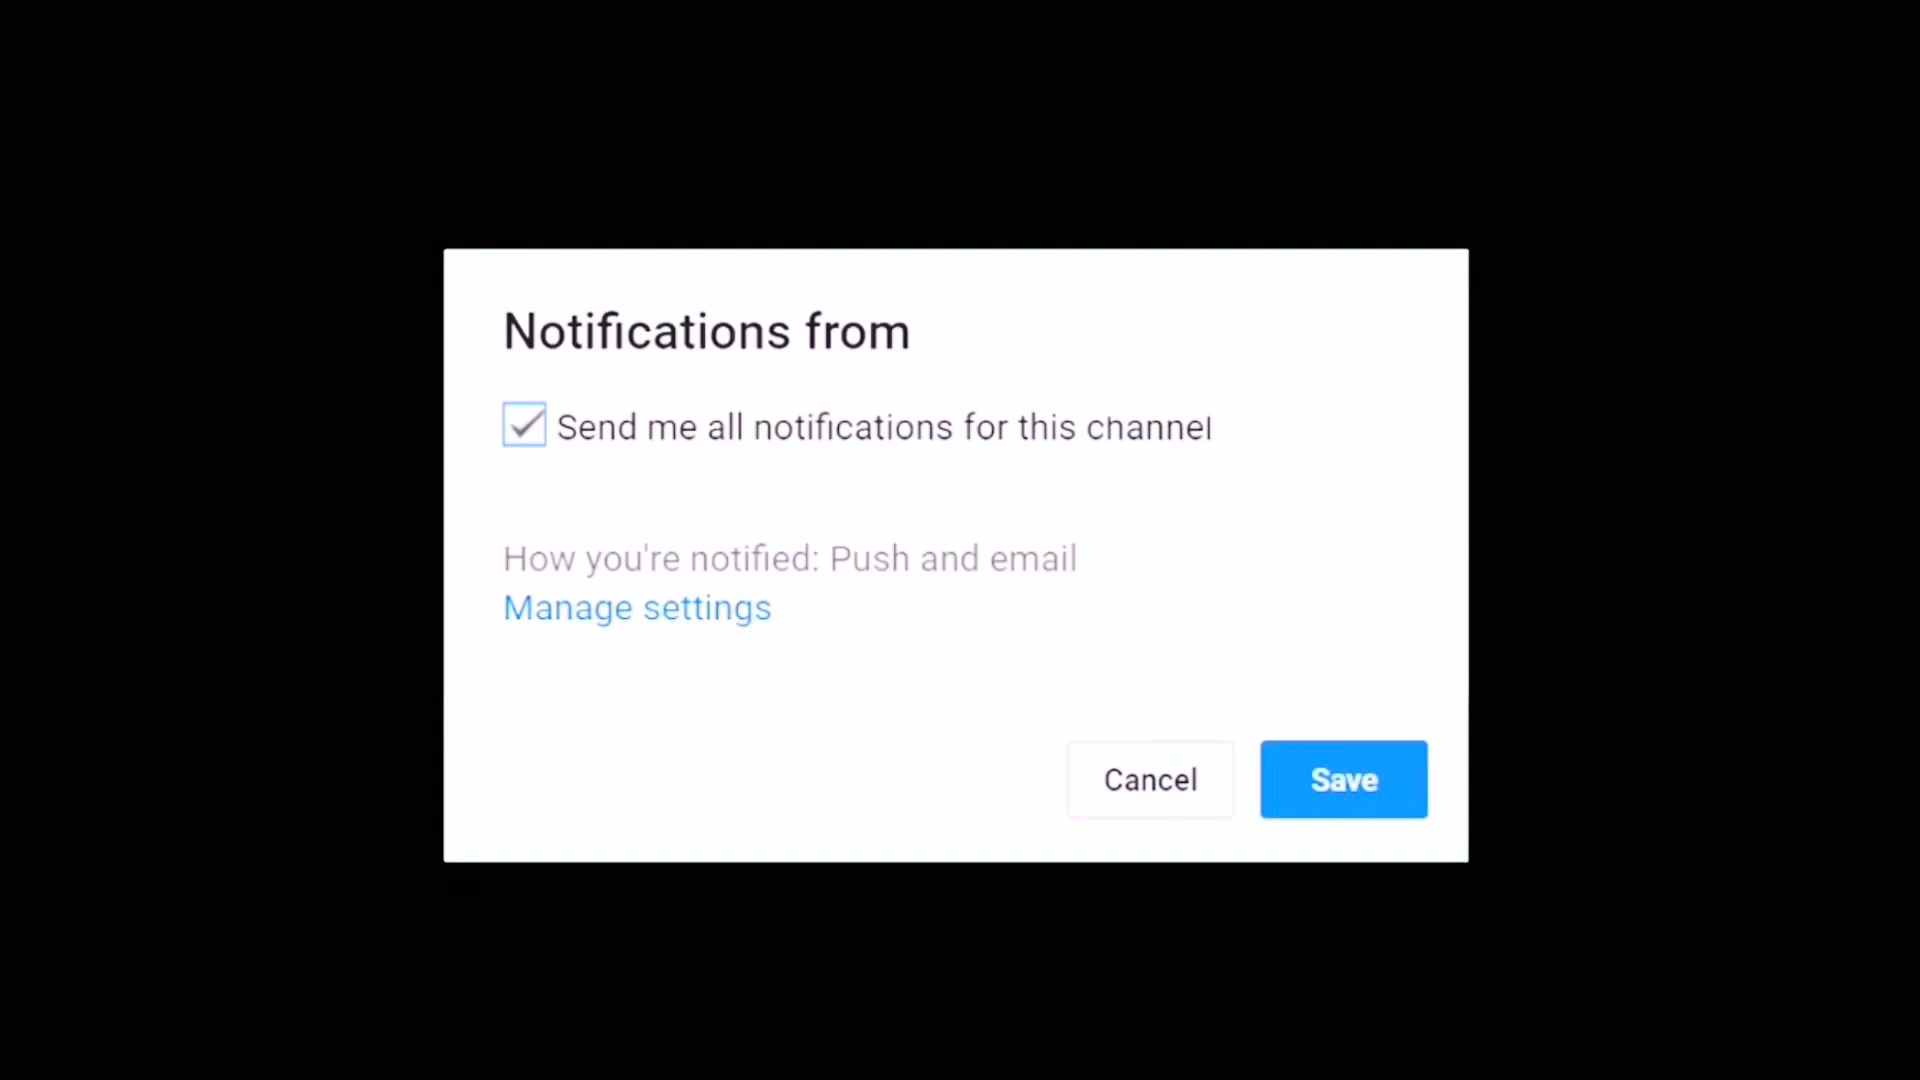 Notifications from
Send me all notifications for this channel
How you're notified: Push and email
Manage settings
Cancel
Save